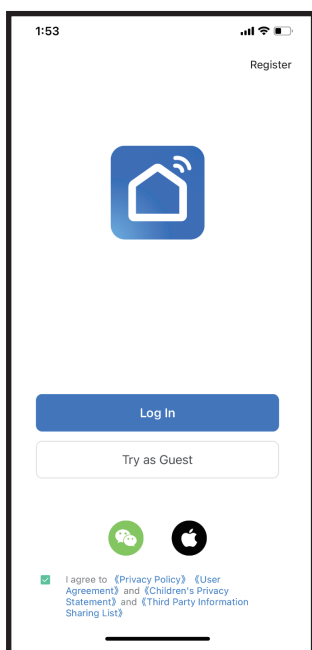 1:53
Register
Log In
Try as Guest
I agree to 《Privacy Policy》 《User
Agreement》 and 《Children's Privacy
Statement》 and 《Third Party Information
Sharing List》